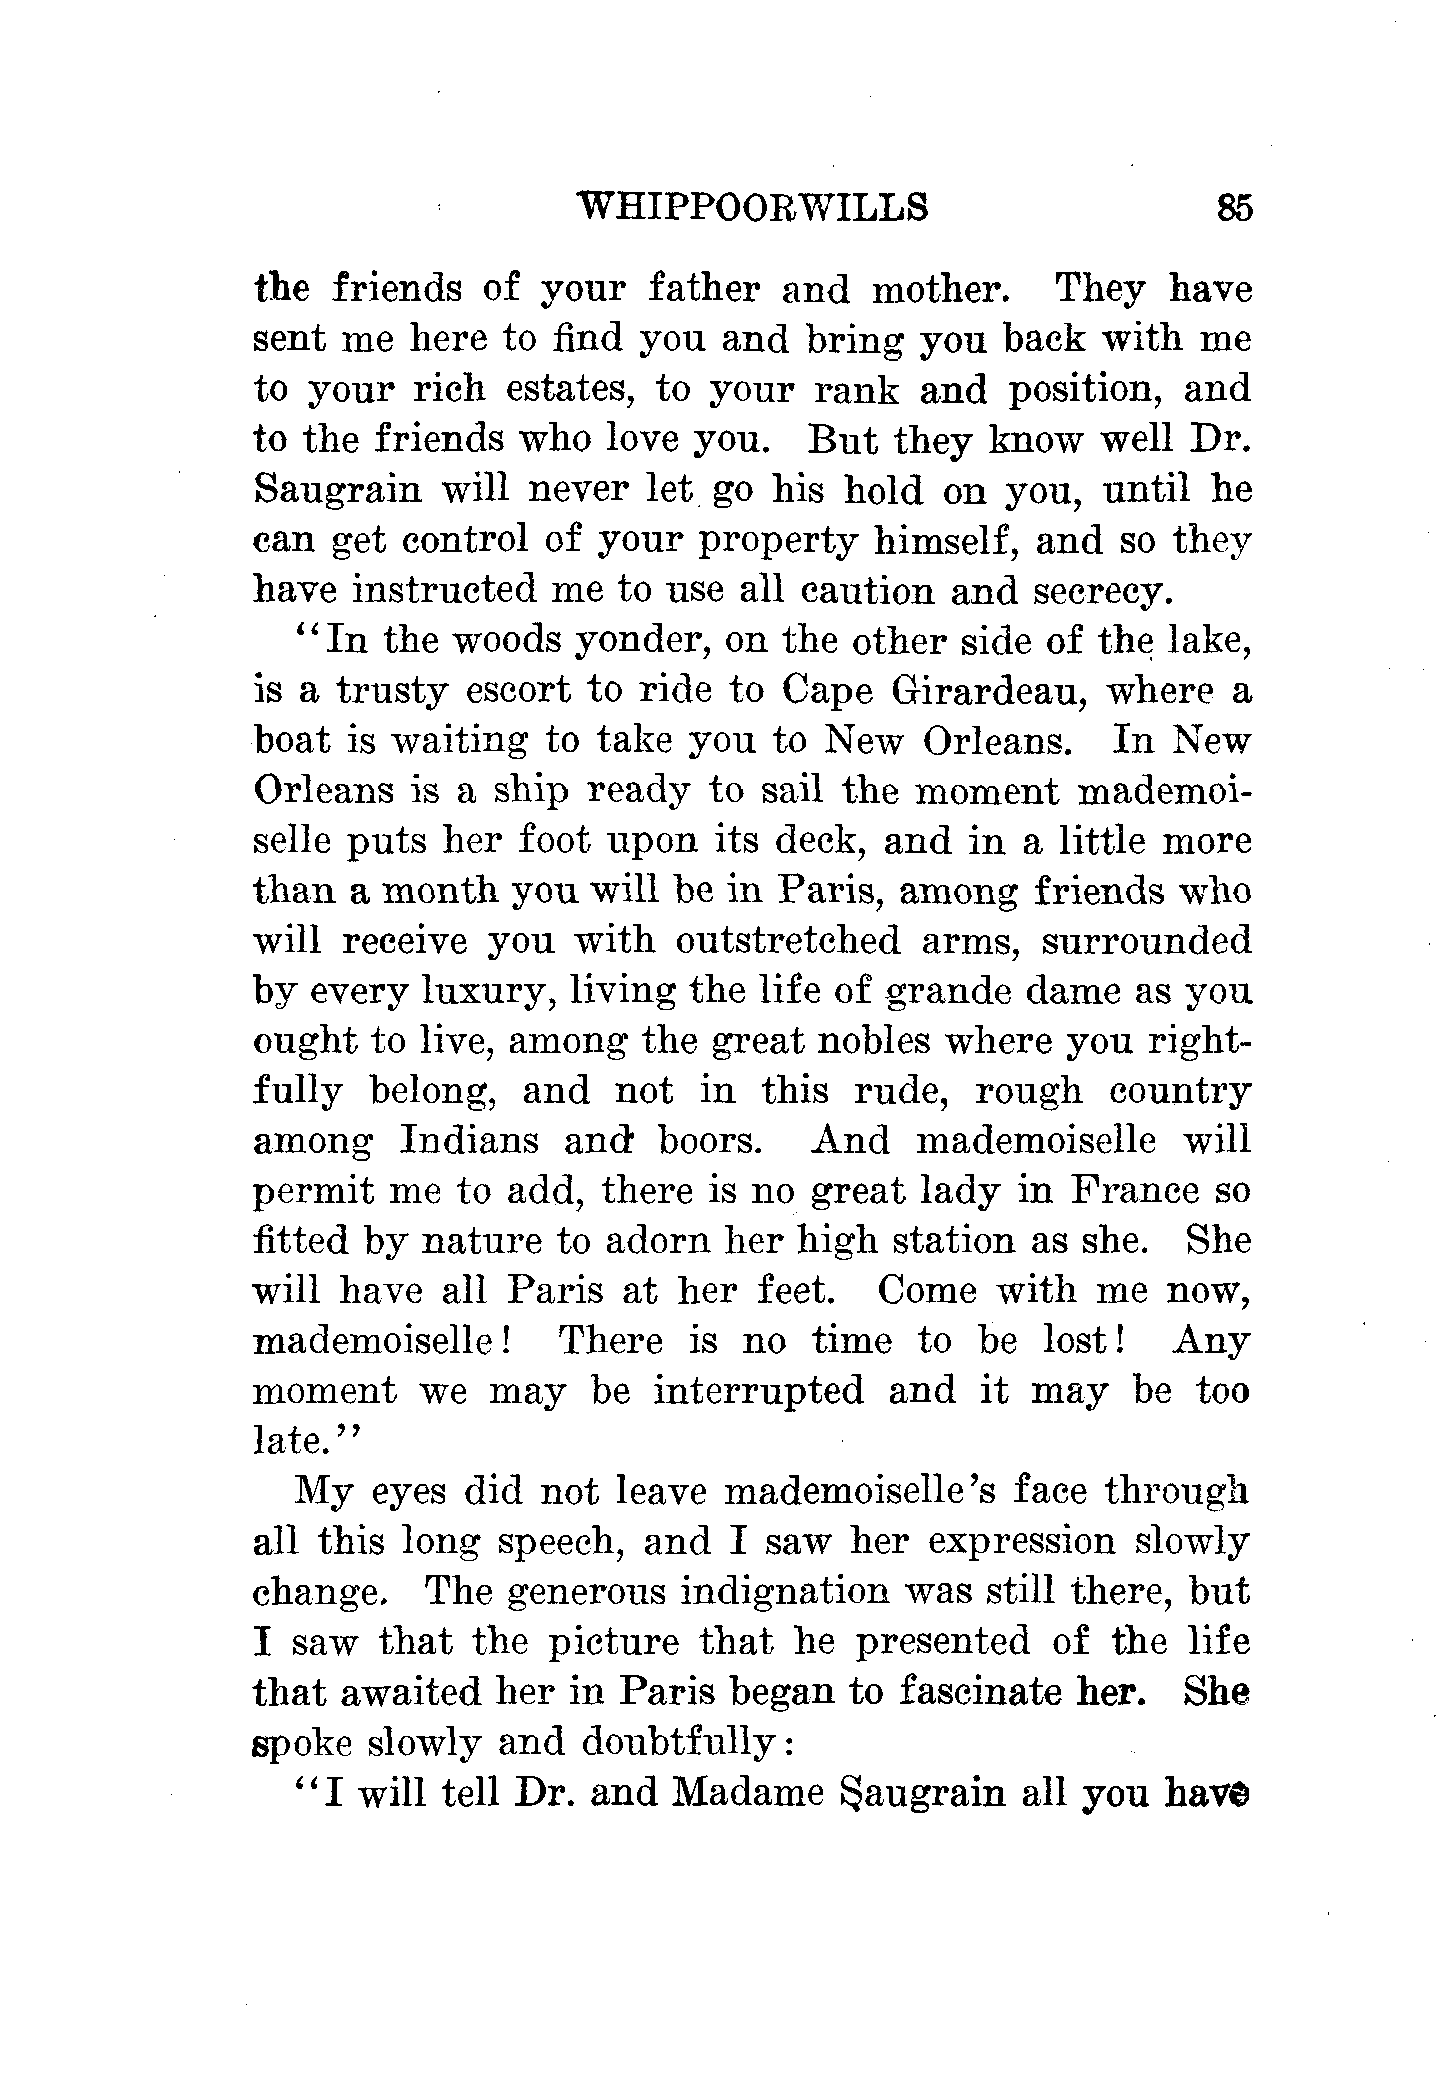 WHIPPOORWILLS 85
the friends of your father and mother. They have
sent me here to find you and bring you back with me
to your rich estates, to your rank and position, and
to the friends who love you. But they know well Dr.
Saugrain will never let go his hold on you, until he
can get control of your property himself, and so they
have instructed me to use all caution and secrecy.
"In the woods yonder, on the other side of the lake,
is a trusty escort to ride to Cape Girardeau, where a
boat is waiting to take you to New Orleans. In New
Orleans is a ship ready to sail the moment mademoi-
selle puts her foot upon its deck, and in a little more
than a month you will be in Paris, among friends who
will receive you with outstretched arms, surrounded
by every luxury, living the life of grande dame as you
ought to live, among the great nobles where you right-
fully belong, and not in this rude, rough country
among Indians and boors. And mademoiselle will
permit me to add, there is no great lady in France so
fitted by nature to adorn her high station as she. She
will have all Paris at her feet. Come with me now,
mademoiselle! There is no time to be lost! Any
moment we may be interrupted and it may be too
late."
My eyes did not leave mademoiselle's face through
all this long speech, and I saw her expression slowly
change. The generous indignation was still there, but
I saw that the picture that he presented of the life
that awaited her in Paris began to fascinate her. She
spoke slowly and doubtfully:
"I will tell Dr. and Madame Saugrain all you have